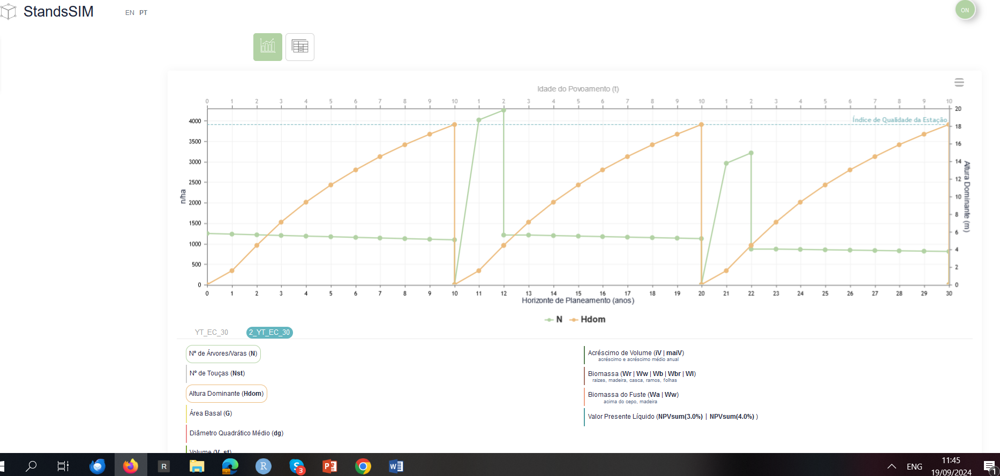 StandsSIM
EN PT
ON
Idade do Povoamento (t)
0 1 2 3 4 5 6 7 8 9 10 1 2 3 4 5 6 7 8 9 10 1 2 3 4 5 6 7 8 9 10
Índice de Qualidade da Estação
4000
3500
3000
2500
2000
1500
1000
500
0
n/ha
20
18
16
14
12
10
8
6
4
2
0
Altura Dominante (m)
0 1 2 3 4 5 6 7 8 9 10 11 12 13 14 15 16 17 18 19 20 21 22 23 24 25 26 27 28 29 30
Horizonte de Planeamento (anos)
N Hdom
YT_EC_30 2_YT_EC_30
Nº de Árvores/Varas (N)
Nº de Touças (Nst)
Altura Dominante (Hdom)
Área Basal (G)
Diâmetro Quadrático Médio (dg)
Volume (V_st)
Acréscimo de Volume (iV | maiV)
acréscimo e acréscimo médio anual
Biomassa (Wr | Ww | Wb | Wbr | Wl)
raizes, madeira, casca, ramos, folhas
Biomassa do Fuste (Wa | Ww)
acima do cepo, madeira
Valor Presente Líquido (NPVsum(3.0%) | NPVsum(4.0%) )
R
R
S
3
P
W
ENG
11:45
19/09/2024
1